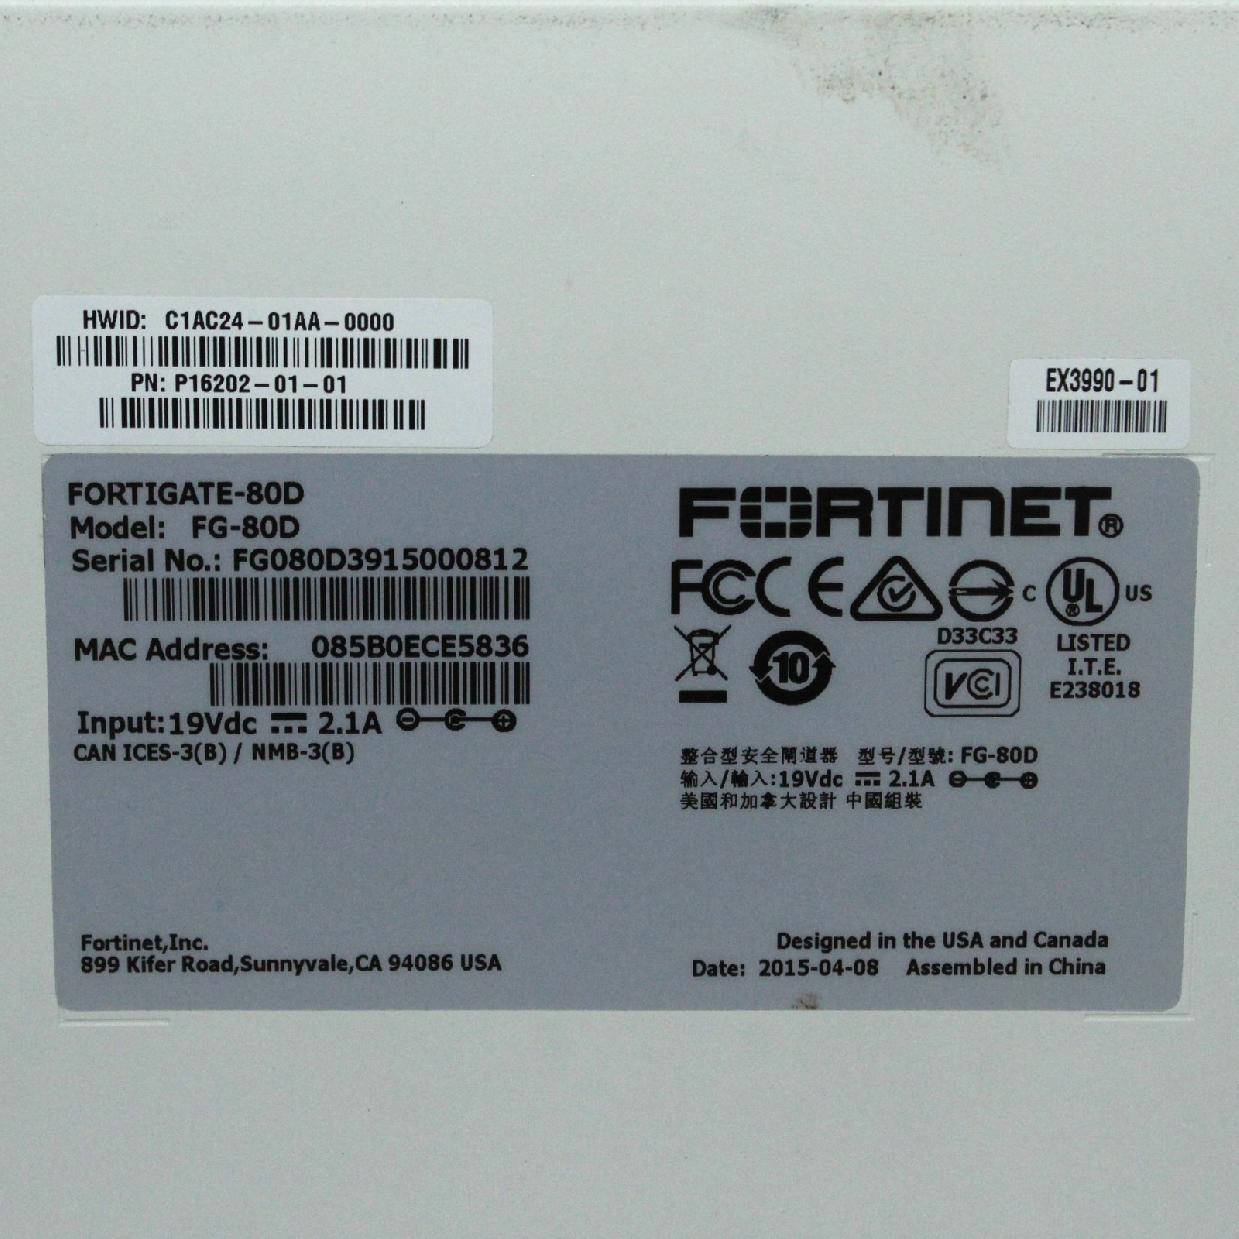 HWID: C1AC24-01AA-0000
PN: P16202-01-01
EX3990-01
FORTIGATE-80D
Model: FG-80D
Serial No.: FG080D3915000812
MAC Address: 085B0ECE5836
Input:19Vdc 2.1A
CAN ICES-3(B) / NMB-3(B)
Fortinet,Inc.
899 Kifer Road,Sunnyvale,CA 94086 USA
FORTINET®
FCC CE C UL® US
D33C33
LISTED
I.T.E.
E238018
10
VCI
整合型安全閘道器 型号/型號: FG-80D
输入/輸入:19Vdc 2.1A
美國和加拿大設計 中國組裝
Designed in the USA and Canada
Date: 2015-04-08 Assembled in China